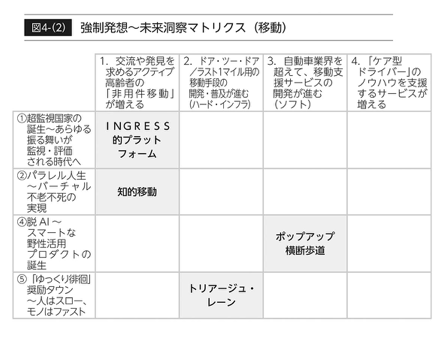 図4-(2) 強制発想〜未来洞察マトリクス（移動）
1．交流や発見を
求めるアクティブ
高齢者の
「非用件移動」
が増える
2．ドア・ツー・ドア
／ラスト1マイル用の
移動手段の
開発・普及が進む
（ハード・インフラ）
3．自動車業界を
超えて、移動支
援サービスの
開発が進む
（ソフト）
4．「ケア型
ドライバー」の
ノウハウを支援
するサービスが
増える
①超監視国家の
誕生〜あらゆる
振る舞いが
監視・評価
される時代へ
INGRESS
的プラット
フォーム
②パラレル人生
〜バーチャル
不老不死の
実現
知的移動
④脱AI〜
スマートな
野性活用
プロダクトの
誕生
ポップアップ
横断歩道
⑤「ゆっくり徘徊」
奨励タウン
〜人はスロー、
モノはファスト
トリアージュ・
レーン